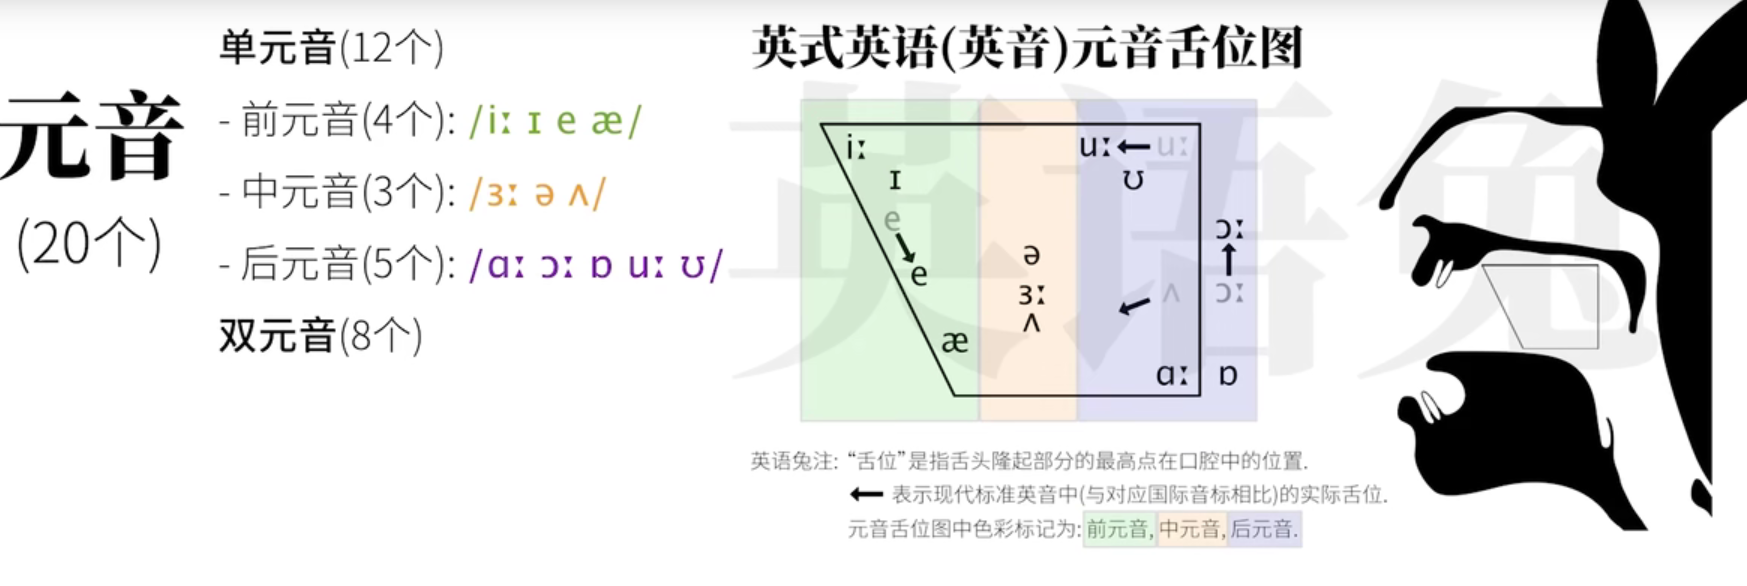 元音
(20个)
单元音(12个)
- 前元音(4个): /iː ɪ e æ/
- 中元音(3个): /ɜː ə ʌ/
- 后元音(5个): /ɑː ɔː ɒ uː ʊ/
双元音(8个)
英式英语(英音)元音舌位图
英语兔
iː
uː ← uː
ɪ
ʊ
e
e
ə
ɜː
ʌ
ʌ
ɔː
ɔː
æ
ɑː
ɒ
英语兔注: “舌位”是指舌头隆起部分的最高点在口腔中的位置.
← 表示现代标准英音中(与对应国际音标相比)的实际舌位.
元音舌位图中色彩标记为: 前元音, 中元音, 后元音.